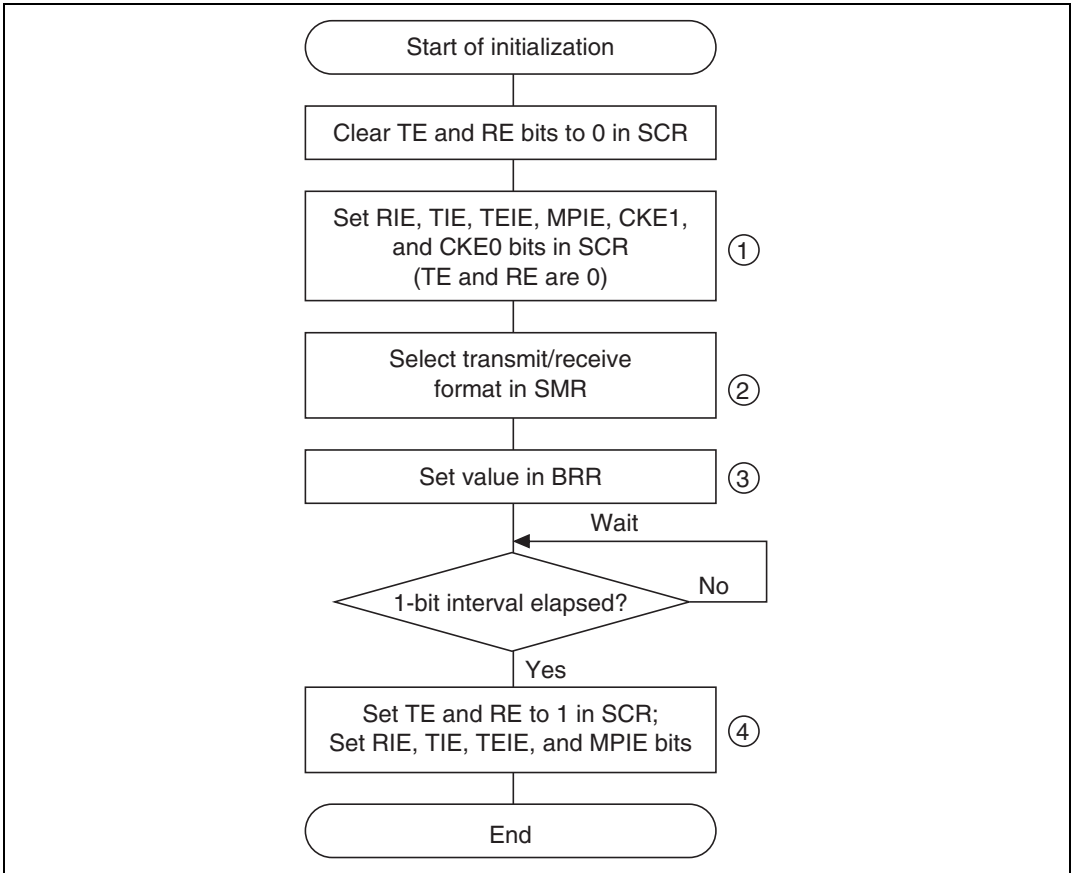 Start of initialization
Clear TE and RE bits to 0 in SCR
Set RIE, TIE, TEIE, MPIE, CKE1,
and CKE0 bits in SCR
(TE and RE are 0)
1
Select transmit/receive
format in SMR
2
Set value in BRR
3
Wait
1-bit interval elapsed?
No
Yes
Set TE and RE to 1 in SCR;
Set RIE, TIE, TEIE, and MPIE bits
4
End